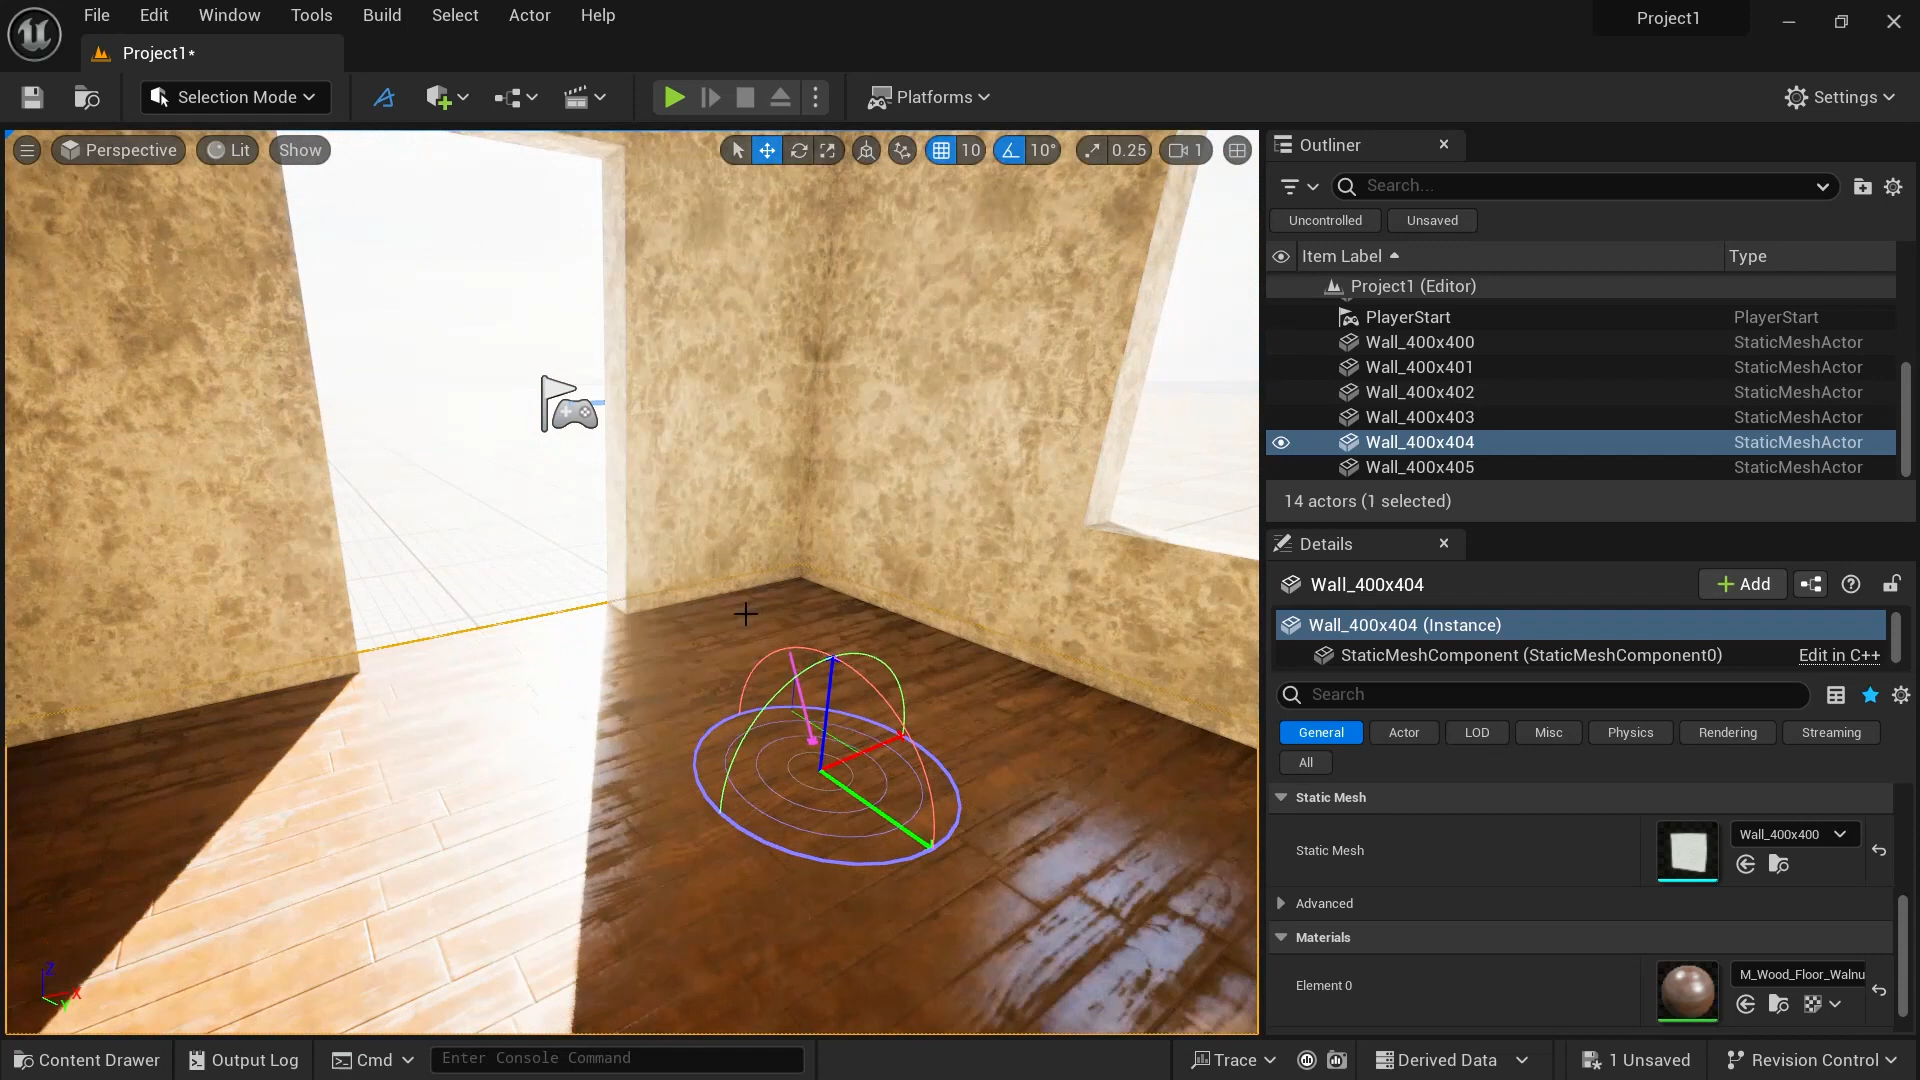 File Edit Window Tools Build Select Actor Help
Project1
Project1*
Selection Mode
Platforms
Settings
Perspective
Lit
Show
10
10°
0.25
1
Outliner
Search...
Uncontrolled
Unsaved
Item Label
Type
Project1 (Editor)
PlayerStart PlayerStart
Wall_400x400 StaticMeshActor
Wall_400x401 StaticMeshActor
Wall_400x402 StaticMeshActor
Wall_400x403 StaticMeshActor
Wall_400x404 StaticMeshActor
Wall_400x405 StaticMeshActor
14 actors (1 selected)
Details
Wall_400x404
Add
Wall_400x404 (Instance)
StaticMeshComponent (StaticMeshComponent0) Edit in C++
Search
General Actor LOD Misc Physics Rendering Streaming
All
Static Mesh
Wall_400x400
Static Mesh
Advanced
Materials
M_Wood_Floor_Walnu
Element 0
Z
X
Y
Content Drawer
Output Log
Cmd
Enter Console Command
Trace
Derived Data
1 Unsaved
Revision Control